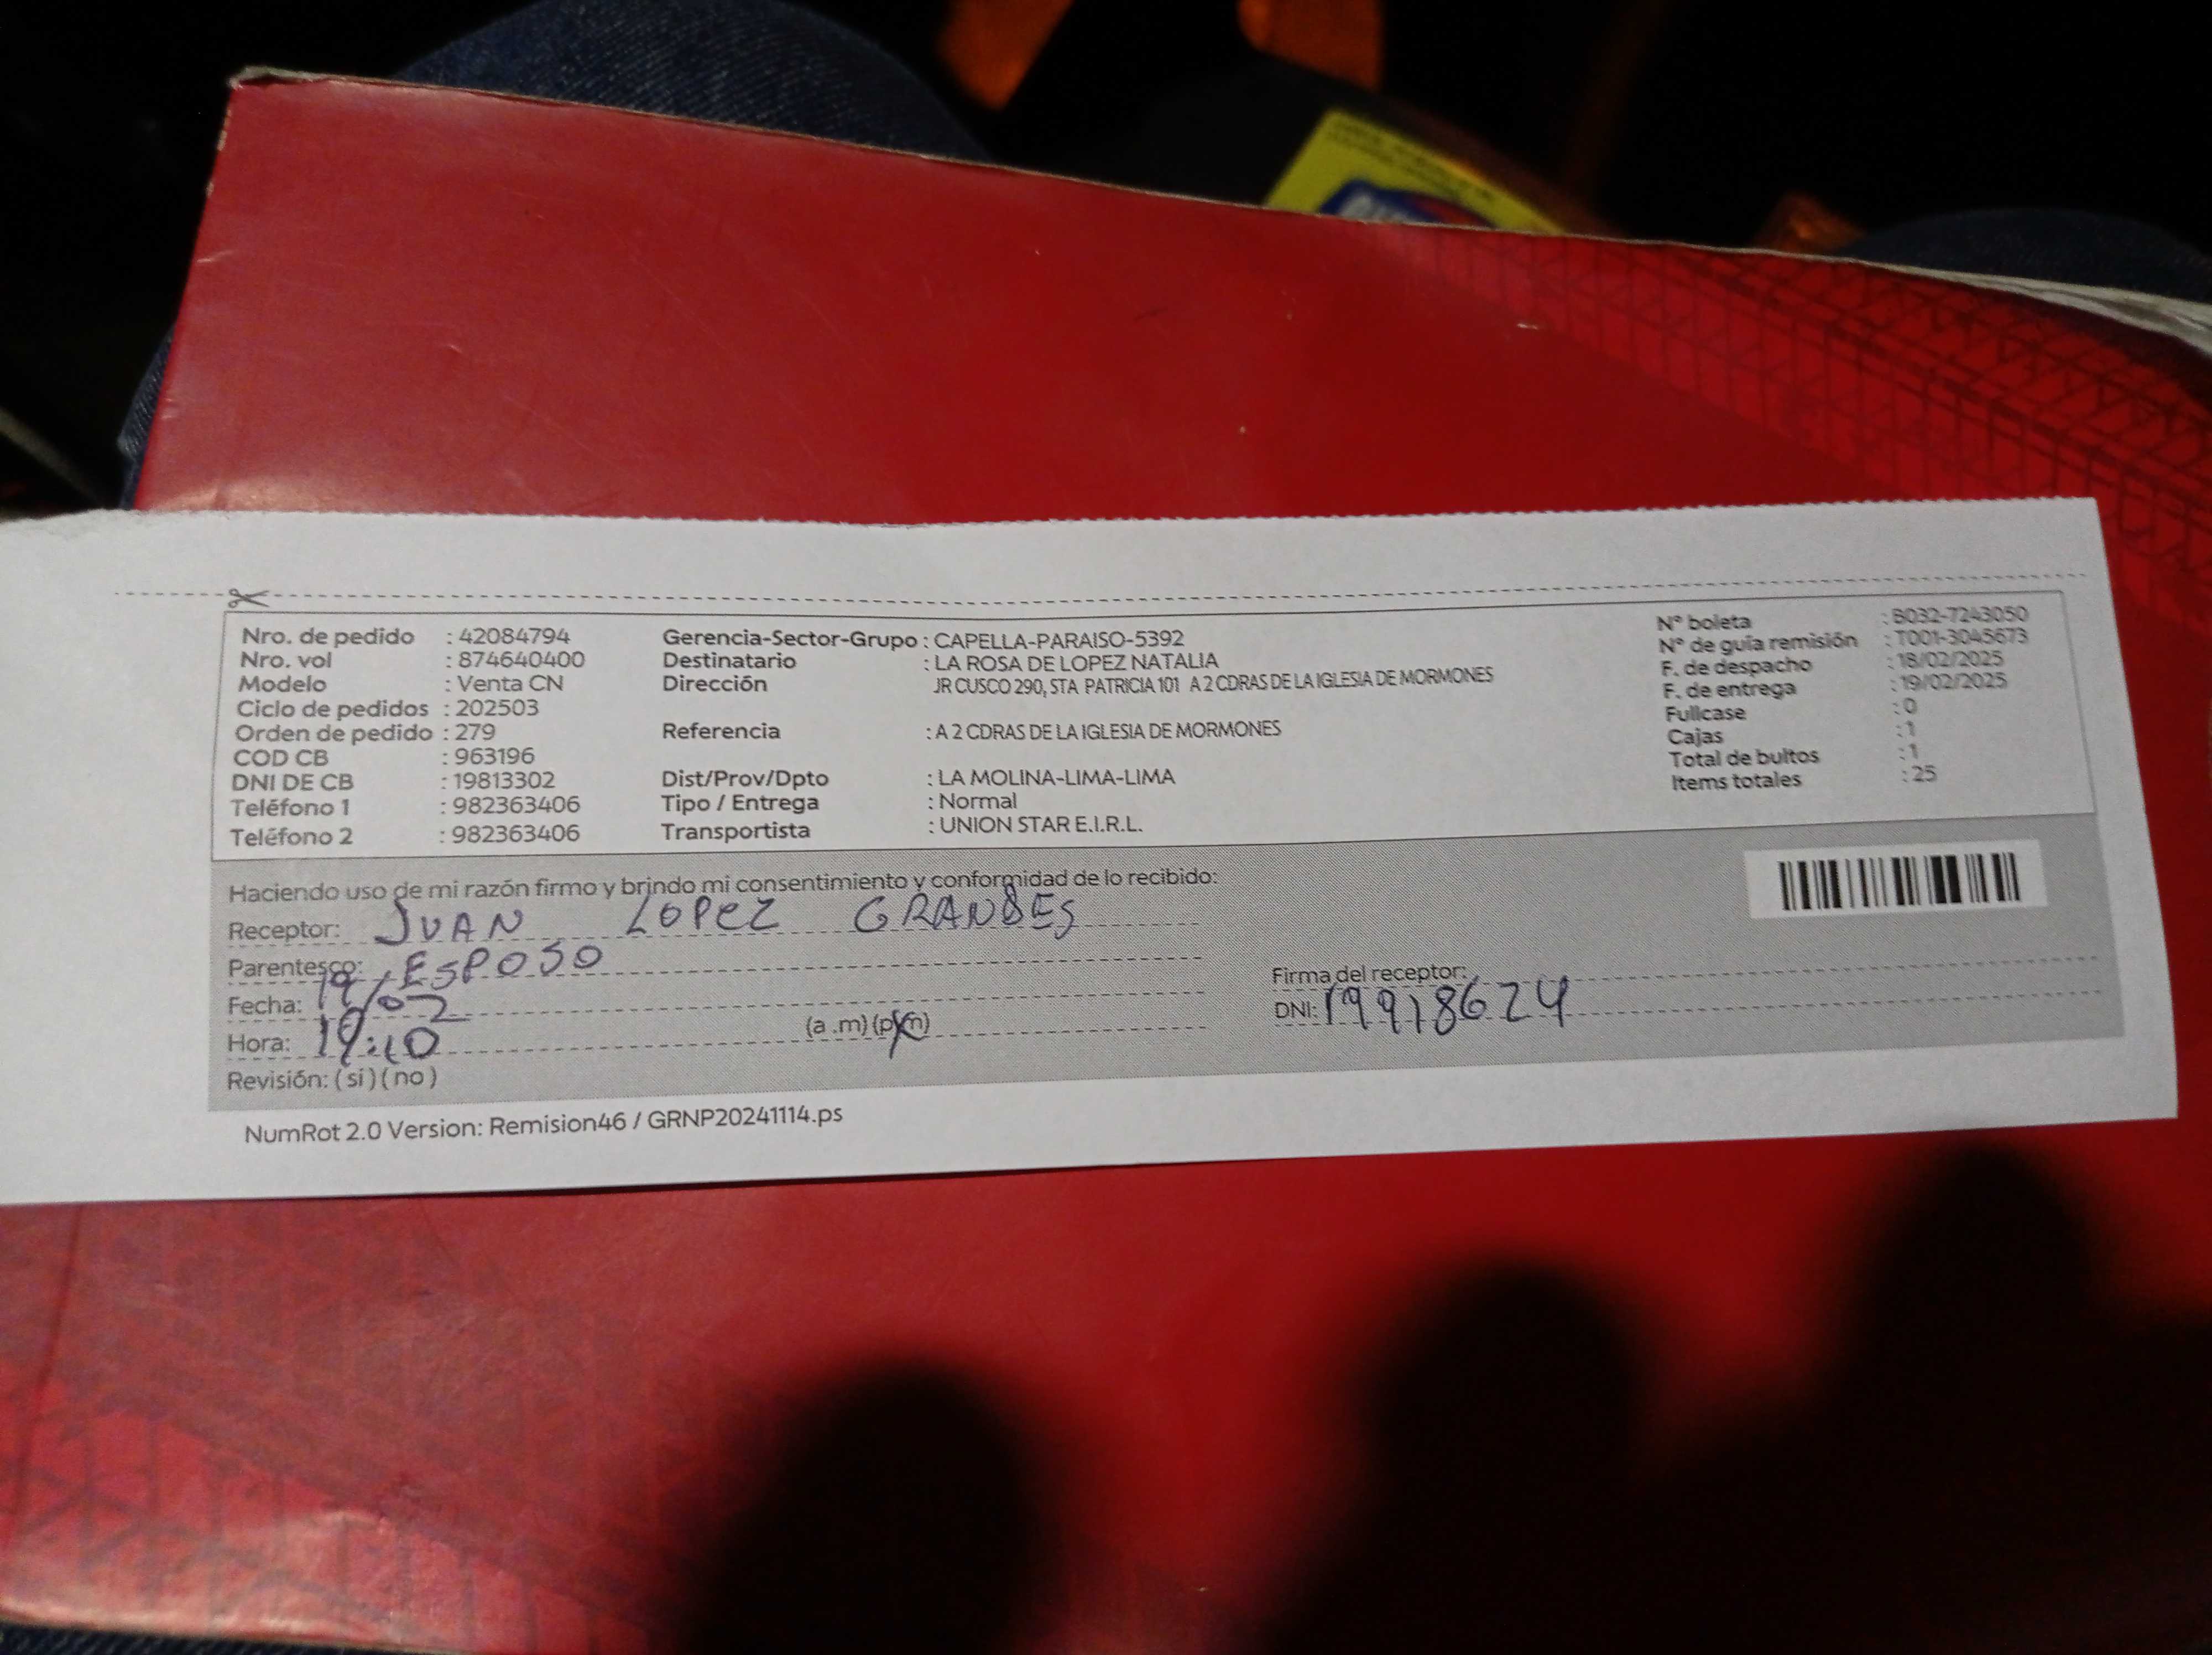 Nro. de pedido : 42084794
Nro. vol : 874640400
Modelo : Venta CN
Ciclo de pedidos : 202503
Orden de pedido : 279
COD CB : 963196
DNI DE CB : 19813302
Teléfono 1 : 982363406
Teléfono 2 : 982363406
Gerencia-Sector-Grupo : CAPELLA-PARAISO-5392
Destinatario : LA ROSA DE LOPEZ NATALIA
Dirección JR CUSCO 290, STA PATRICIA 101 A 2 CDRAS DE LA IGLESIA DE MORMONES
Referencia : A 2 CDRAS DE LA IGLESIA DE MORMONES
Dist/Prov/Dpto : LA MOLINA-LIMA-LIMA
Tipo / Entrega : Normal
Transportista : UNION STAR E.I.R.L.
N° boleta : B032-7243050
N° de guía remisión : T001-3045673
F. de despacho : 18/02/2025
F. de entrega : 19/02/2025
Fullcase : 0
Cajas : 1
Total de bultos : 1
Items totales : 25
Haciendo uso de mi razón firmo y brindo mi consentimiento y conformidad de lo recibido:
Receptor: JUAN LOPEZ GRANDES
Parentesco: ESPOSO
Fecha: 19/02
Hora: 19:10 (a .m) (p.m)
Revisión: ( si ) ( no )
Firma del receptor:
DNI: 19918624
NumRot 2.0 Version: Remision46 / GRNP20241114.ps